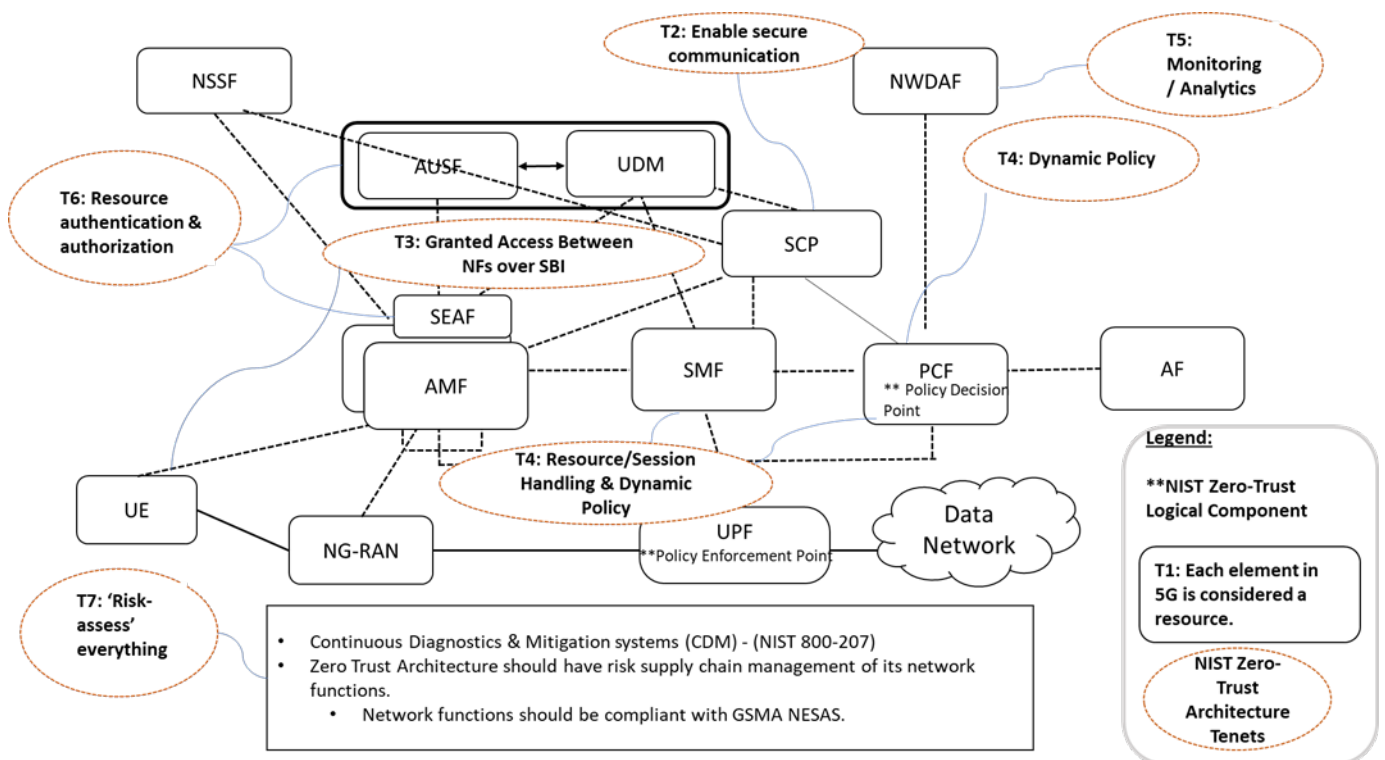 T2: Enable secure
communication
T5:
Monitoring
/ Analytics
NSSF
NWDAF
AUSF
UDM
T4: Dynamic Policy
T6: Resource
authentication &
authorization
T3: Granted Access Between
NFs over SBI
SCP
SEAF
AMF
SMF
PCF
** Policy Decision
Point
AF
Legend:
**NIST Zero-Trust
Logical Component
T1: Each element in
5G is considered a
resource.
NIST Zero-
Trust
Architecture
Tenets
T4: Resource/Session
Handling & Dynamic
Policy
UE
NG-RAN
UPF
**Policy Enforcement Point
Data
Network
T7: ‘Risk-
assess’
everything
• Continuous Diagnostics & Mitigation systems (CDM) - (NIST 800-207)
• Zero Trust Architecture should have risk supply chain management of its network
functions.
• Network functions should be compliant with GSMA NESAS.